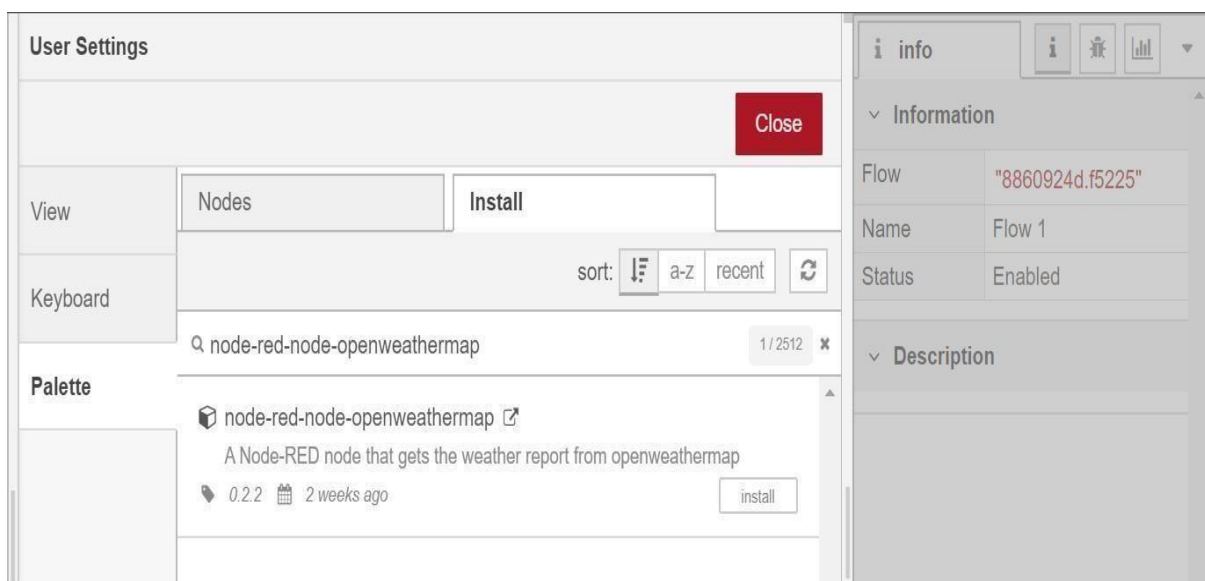 User Settings
Close
View
Keyboard
Palette
Nodes
Install
sort:
a-z
recent
node-red-node-openweathermap
1 / 2512
node-red-node-openweathermap
A Node-RED node that gets the weather report from openweathermap
0.2.2
2 weeks ago
install
i info
i
Information
Flow
"8860924d.f5225"
Name
Flow 1
Status
Enabled
Description